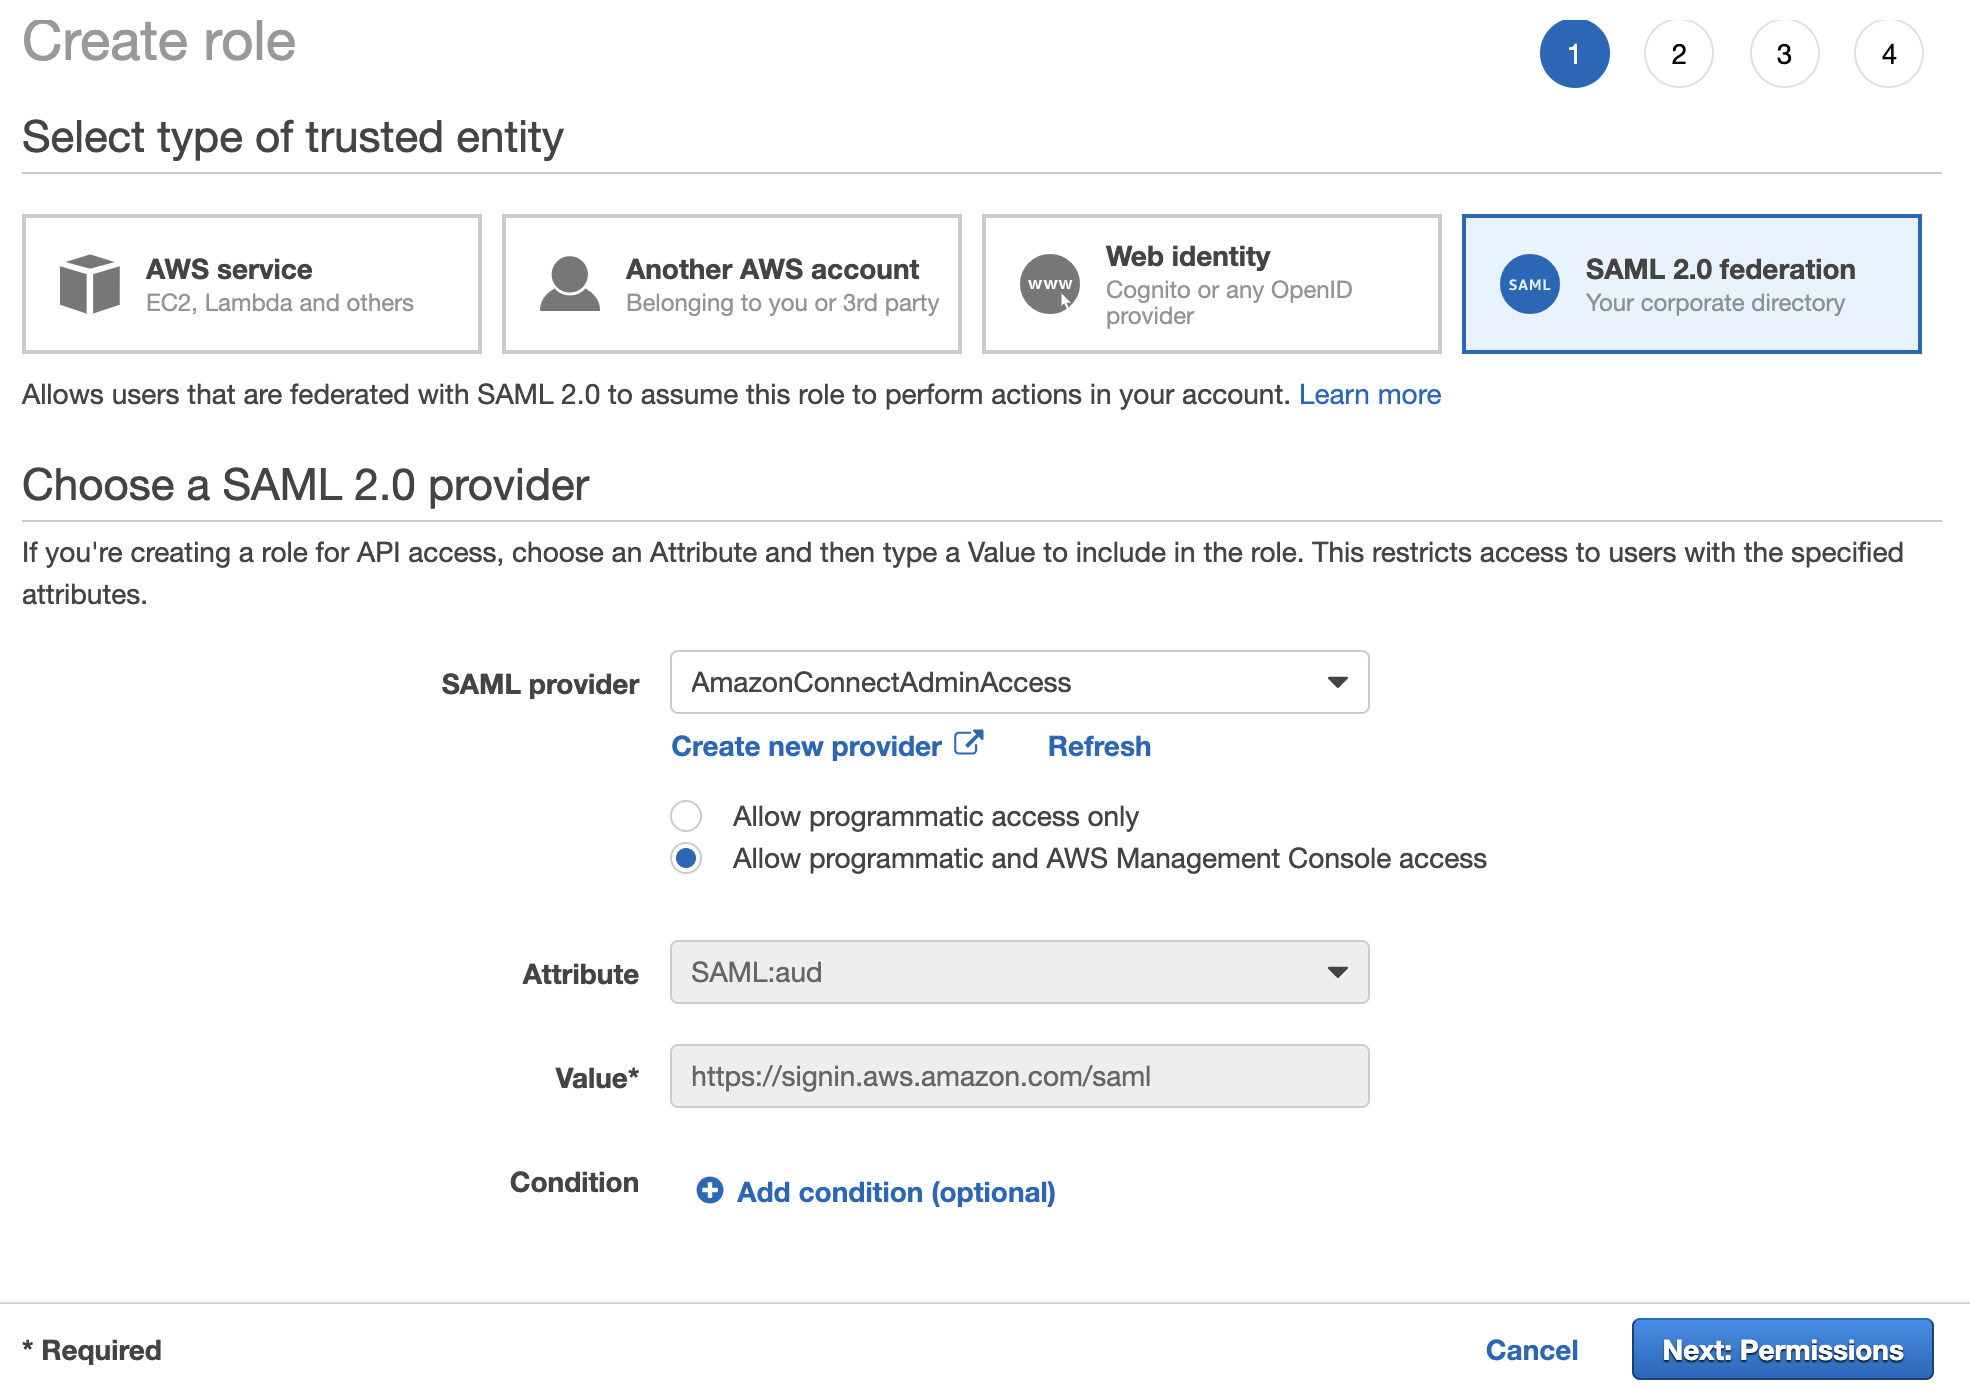 Create role
1 2 3 4
Select type of trusted entity
AWS service
EC2, Lambda and others
Another AWS account
Belonging to you or 3rd party
www
Web identity
Cognito or any OpenID
provider
SAML
SAML 2.0 federation
Your corporate directory
Allows users that are federated with SAML 2.0 to assume this role to perform actions in your account. Learn more
Choose a SAML 2.0 provider
If you're creating a role for API access, choose an Attribute and then type a Value to include in the role. This restricts access to users with the specified
attributes.
SAML provider AmazonConnectAdminAccess
Create new provider Refresh
Allow programmatic access only
Allow programmatic and AWS Management Console access
Attribute SAML:aud
Value* https://signin.aws.amazon.com/saml
Condition Add condition (optional)
* Required Cancel Next: Permissions